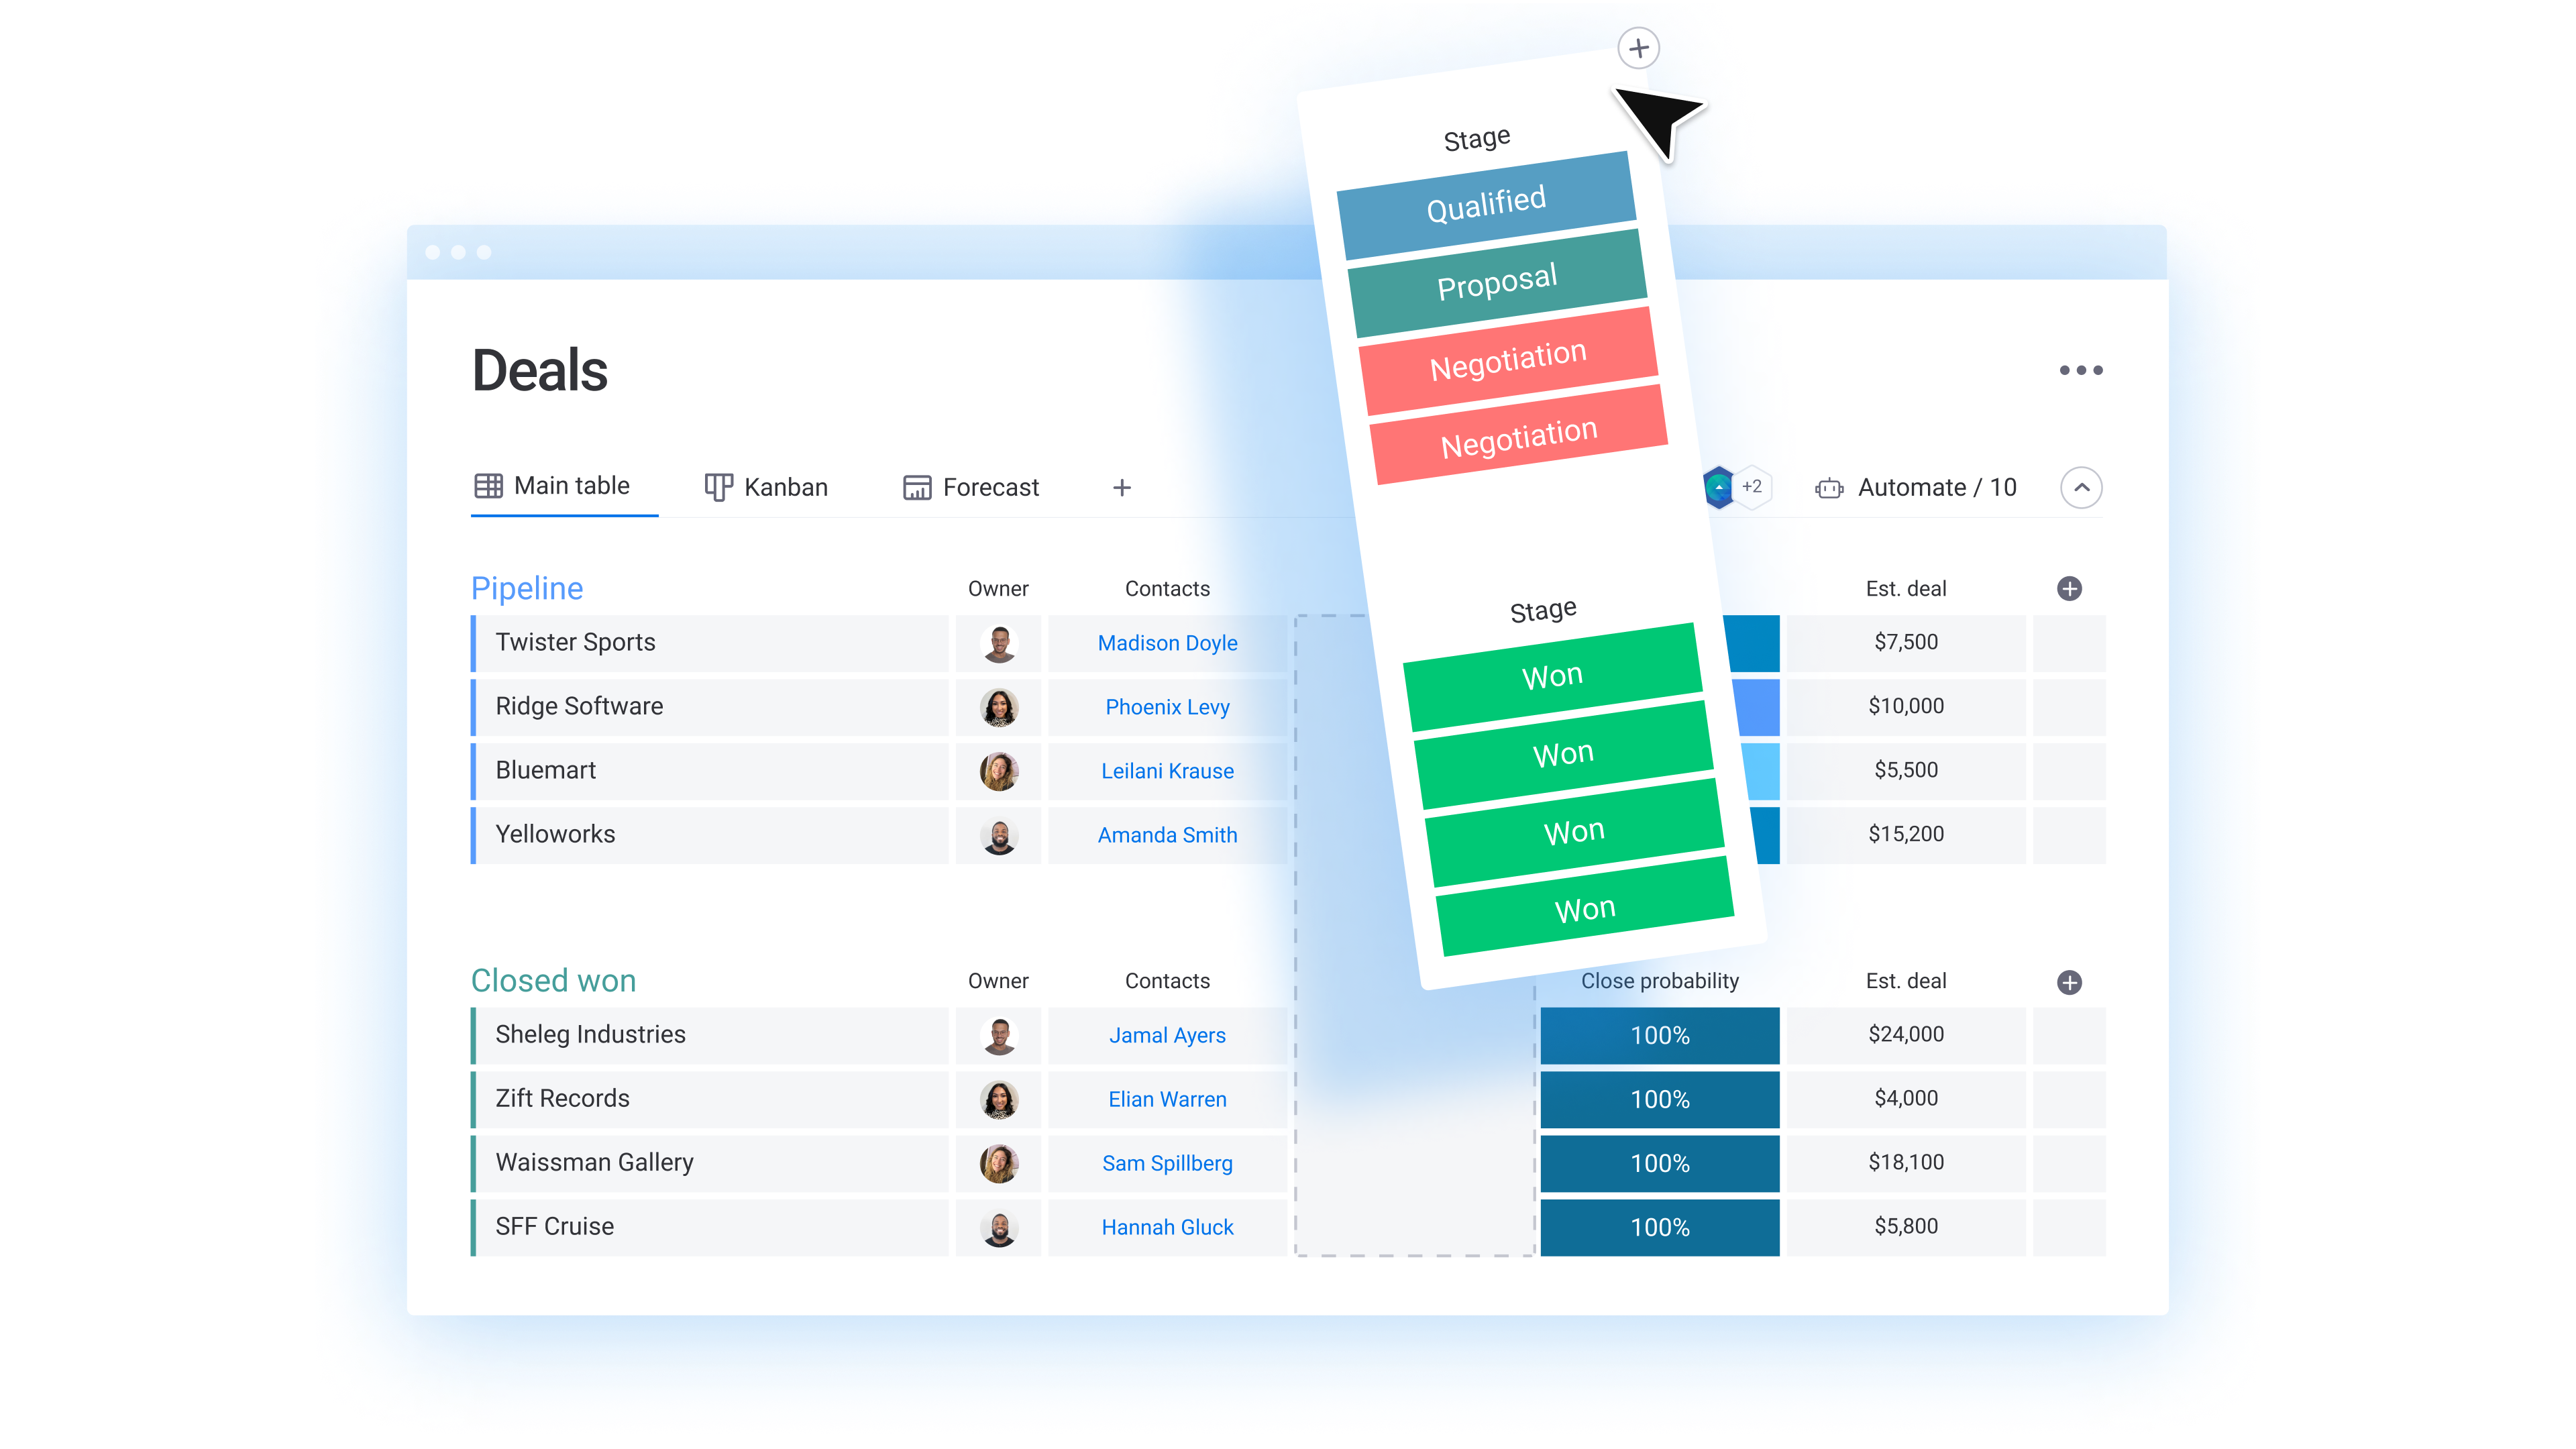 Stage
Qualified
Proposal
Negotiation
Negotiation
Stage
Won
Won
Won
Won
Deals
Main table Kanban Forecast + +2 Automate / 10
Pipeline Owner Contacts Est. deal
Twister Sports Madison Doyle $7,500
Ridge Software Phoenix Levy $10,000
Bluemart Leilani Krause $5,500
Yelloworks Amanda Smith $15,200
Closed won Owner Contacts Close probability Est. deal
Sheleg Industries Jamal Ayers 100% $24,000
Zift Records Elian Warren 100% $4,000
Waissman Gallery Sam Spillberg 100% $18,100
SFF Cruise Hannah Gluck 100% $5,800